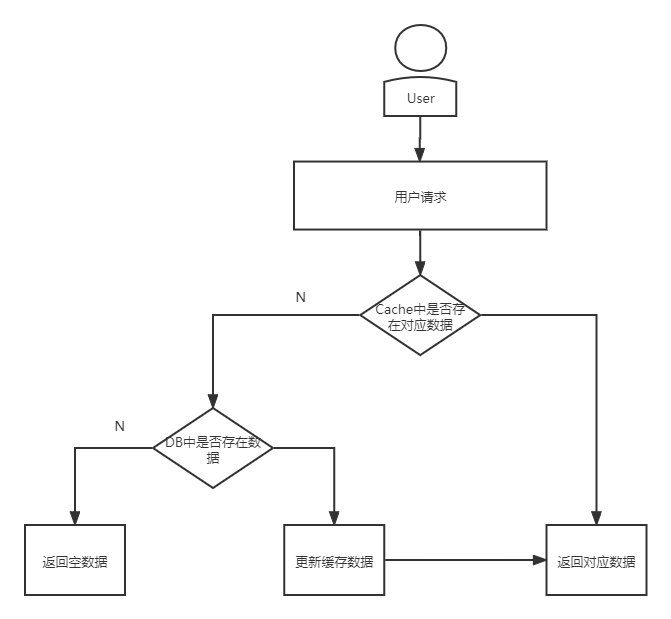 User
用户请求
N
Cache中是否存
在对应数据
N
DB中是否存在数
据
返回空数据
更新缓存数据
返回对应数据